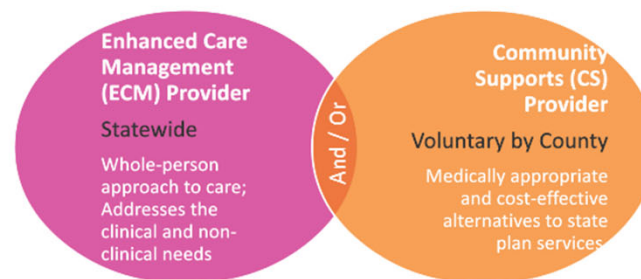 Enhanced Care
Management
(ECM) Provider
Statewide
Whole-person
approach to care;
Addresses the
clinical and non-
clinical needs
And / Or
Community
Supports (CS)
Provider
Voluntary by County
Medically appropriate
and cost-effective
alternatives to state
plan services